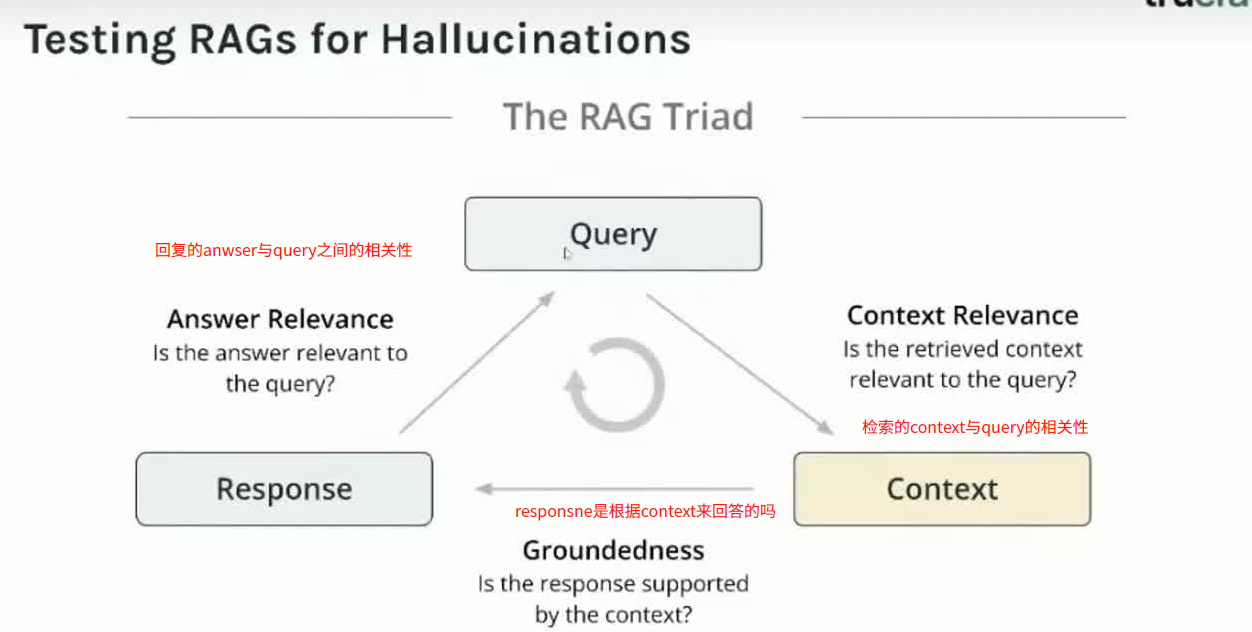 Testing RAGs for Hallucinations
The RAG Triad
Query
回复的anwser与query之间的相关性
Answer Relevance
Is the answer relevant to
the query?
Context Relevance
Is the retrieved context
relevant to the query?
检索的context与query的相关性
Response
Context
responsne是根据context来回答的吗
Groundedness
Is the response supported
by the context?